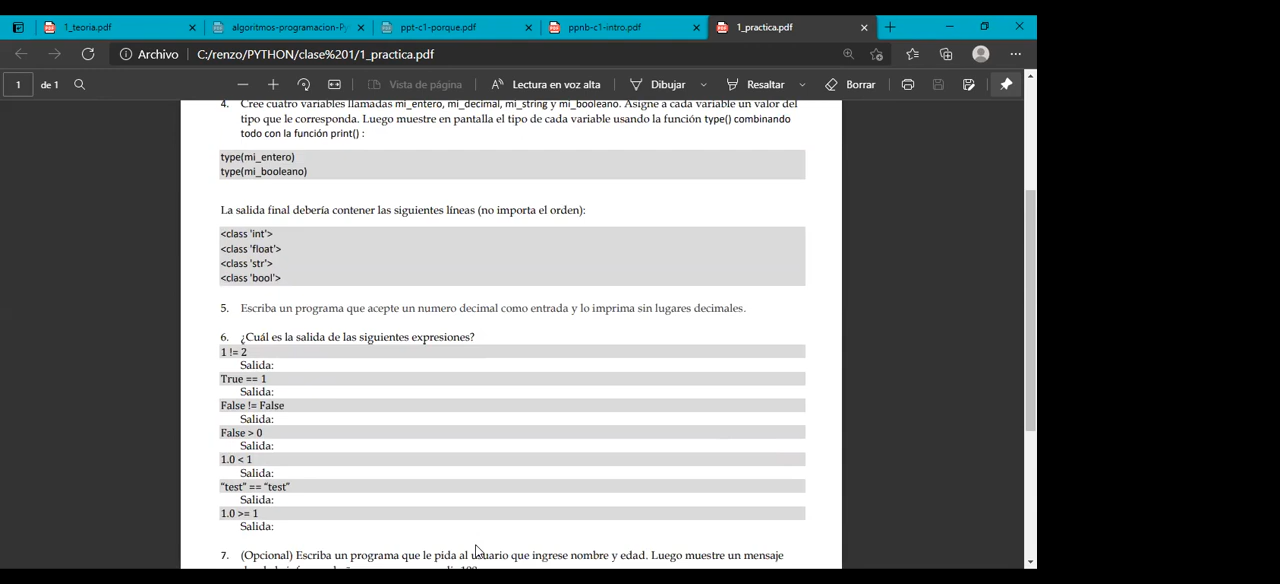 1_teoria.pdf
algoritmos-programacion-P
ppt-c1-porque.pdf
ppnb-c1-intro.pdf
1_practica.pdf
Archivo C:/renzo/PYTHON/clase%201/1_practica.pdf
1 de 1 Vista de página Lectura en voz alta Dibujar Resaltar Borrar
4. Cree cuatro variables llamadas mi_entero, mi_decimal, mi_string y mi_booleano. Asigne a cada variable un valor del
tipo que le corresponda. Luego muestre en pantalla el tipo de cada variable usando la función type() combinando
todo con la función print() :
type(mi_entero)
type(mi_booleano)
La salida final debería contener las siguientes líneas (no importa el orden):
<class 'int'>
<class 'float'>
<class 'str'>
<class 'bool'>
5. Escriba un programa que acepte un numero decimal como entrada y lo imprima sin lugares decimales.
6. ¿Cuál es la salida de las siguientes expresiones?
1 != 2
Salida:
True == 1
Salida:
False != False
Salida:
False > 0
Salida:
1.0 < 1
Salida:
“test” == “test”
Salida:
1.0 >= 1
Salida:
7. (Opcional) Escriba un programa que le pida al usuario que ingrese nombre y edad. Luego muestre un mensaje